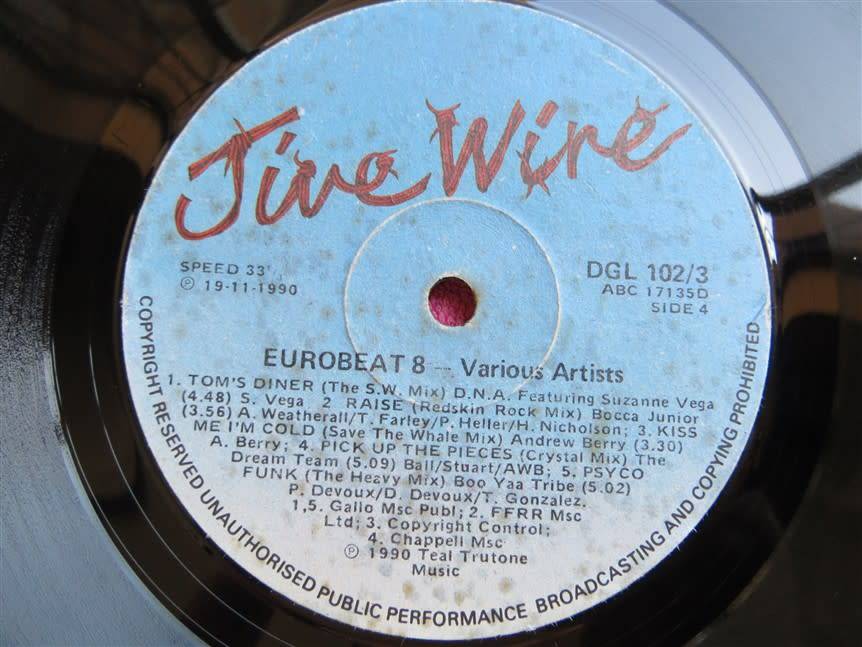 Jive Wire
SPEED 33
℗ 19-11-1990
DGL 102/3
ABC 17135D
SIDE 4
EUROBEAT 8 — Various Artists
1. TOM'S DINER (The S.W. Mix) D.N.A. Featuring Suzanne Vega
(4.48) S. Vega 2 RAISE (Redskin Rock Mix) Bocca Junior
(3.56) A. Weatherall/T. Farley/P. Heller/H. Nicholson; 3. KISS
ME I'M COLD (Save The Whale Mix) Andrew Berry (3.30)
A. Berry; 4. PICK UP THE PIECES (Crystal Mix) The
Dream Team (5.09) Ball/Stuart/AWB; 5. PSYCO
FUNK (The Heavy Mix) Boo Yaa Tribe (5.02)
P. Devoux/D. Devoux/T. Gonzalez.
1,5. Gallo Msc Publ; 2. FFRR Msc
Ltd; 3. Copyright Control;
4. Chappell Msc
℗ 1990 Teal Trutone
Music
COPYRIGHT RESERVED UNAUTHORISED PUBLIC PERFORMANCE BROADCASTING AND COPYING PROHIBITED